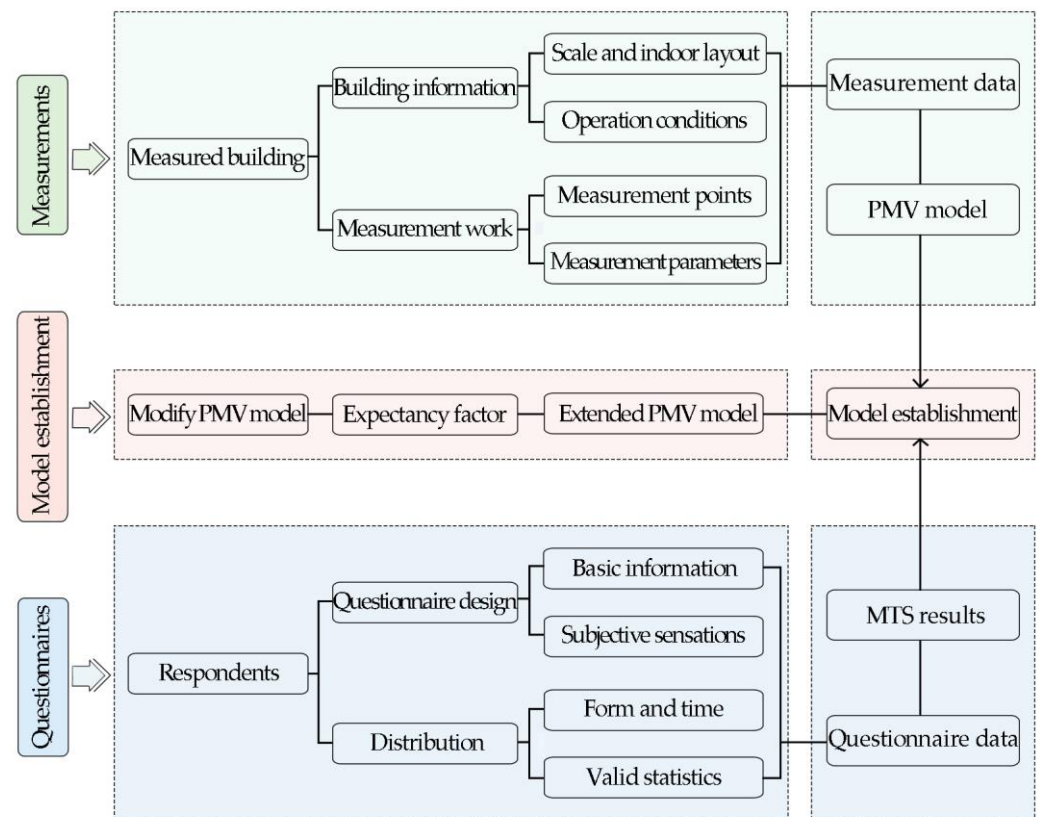 Measurements
Measured building
Building information
Measurement work
Scale and indoor layout
Operation conditions
Measurement points
Measurement parameters
Measurement data
PMV model
Model establishment
Modify PMV model
Expectancy factor
Extended PMV model
Model establishment
Questionnaires
Respondents
Questionnaire design
Distribution
Basic information
Subjective sensations
Form and time
Valid statistics
MTS results
Questionnaire data